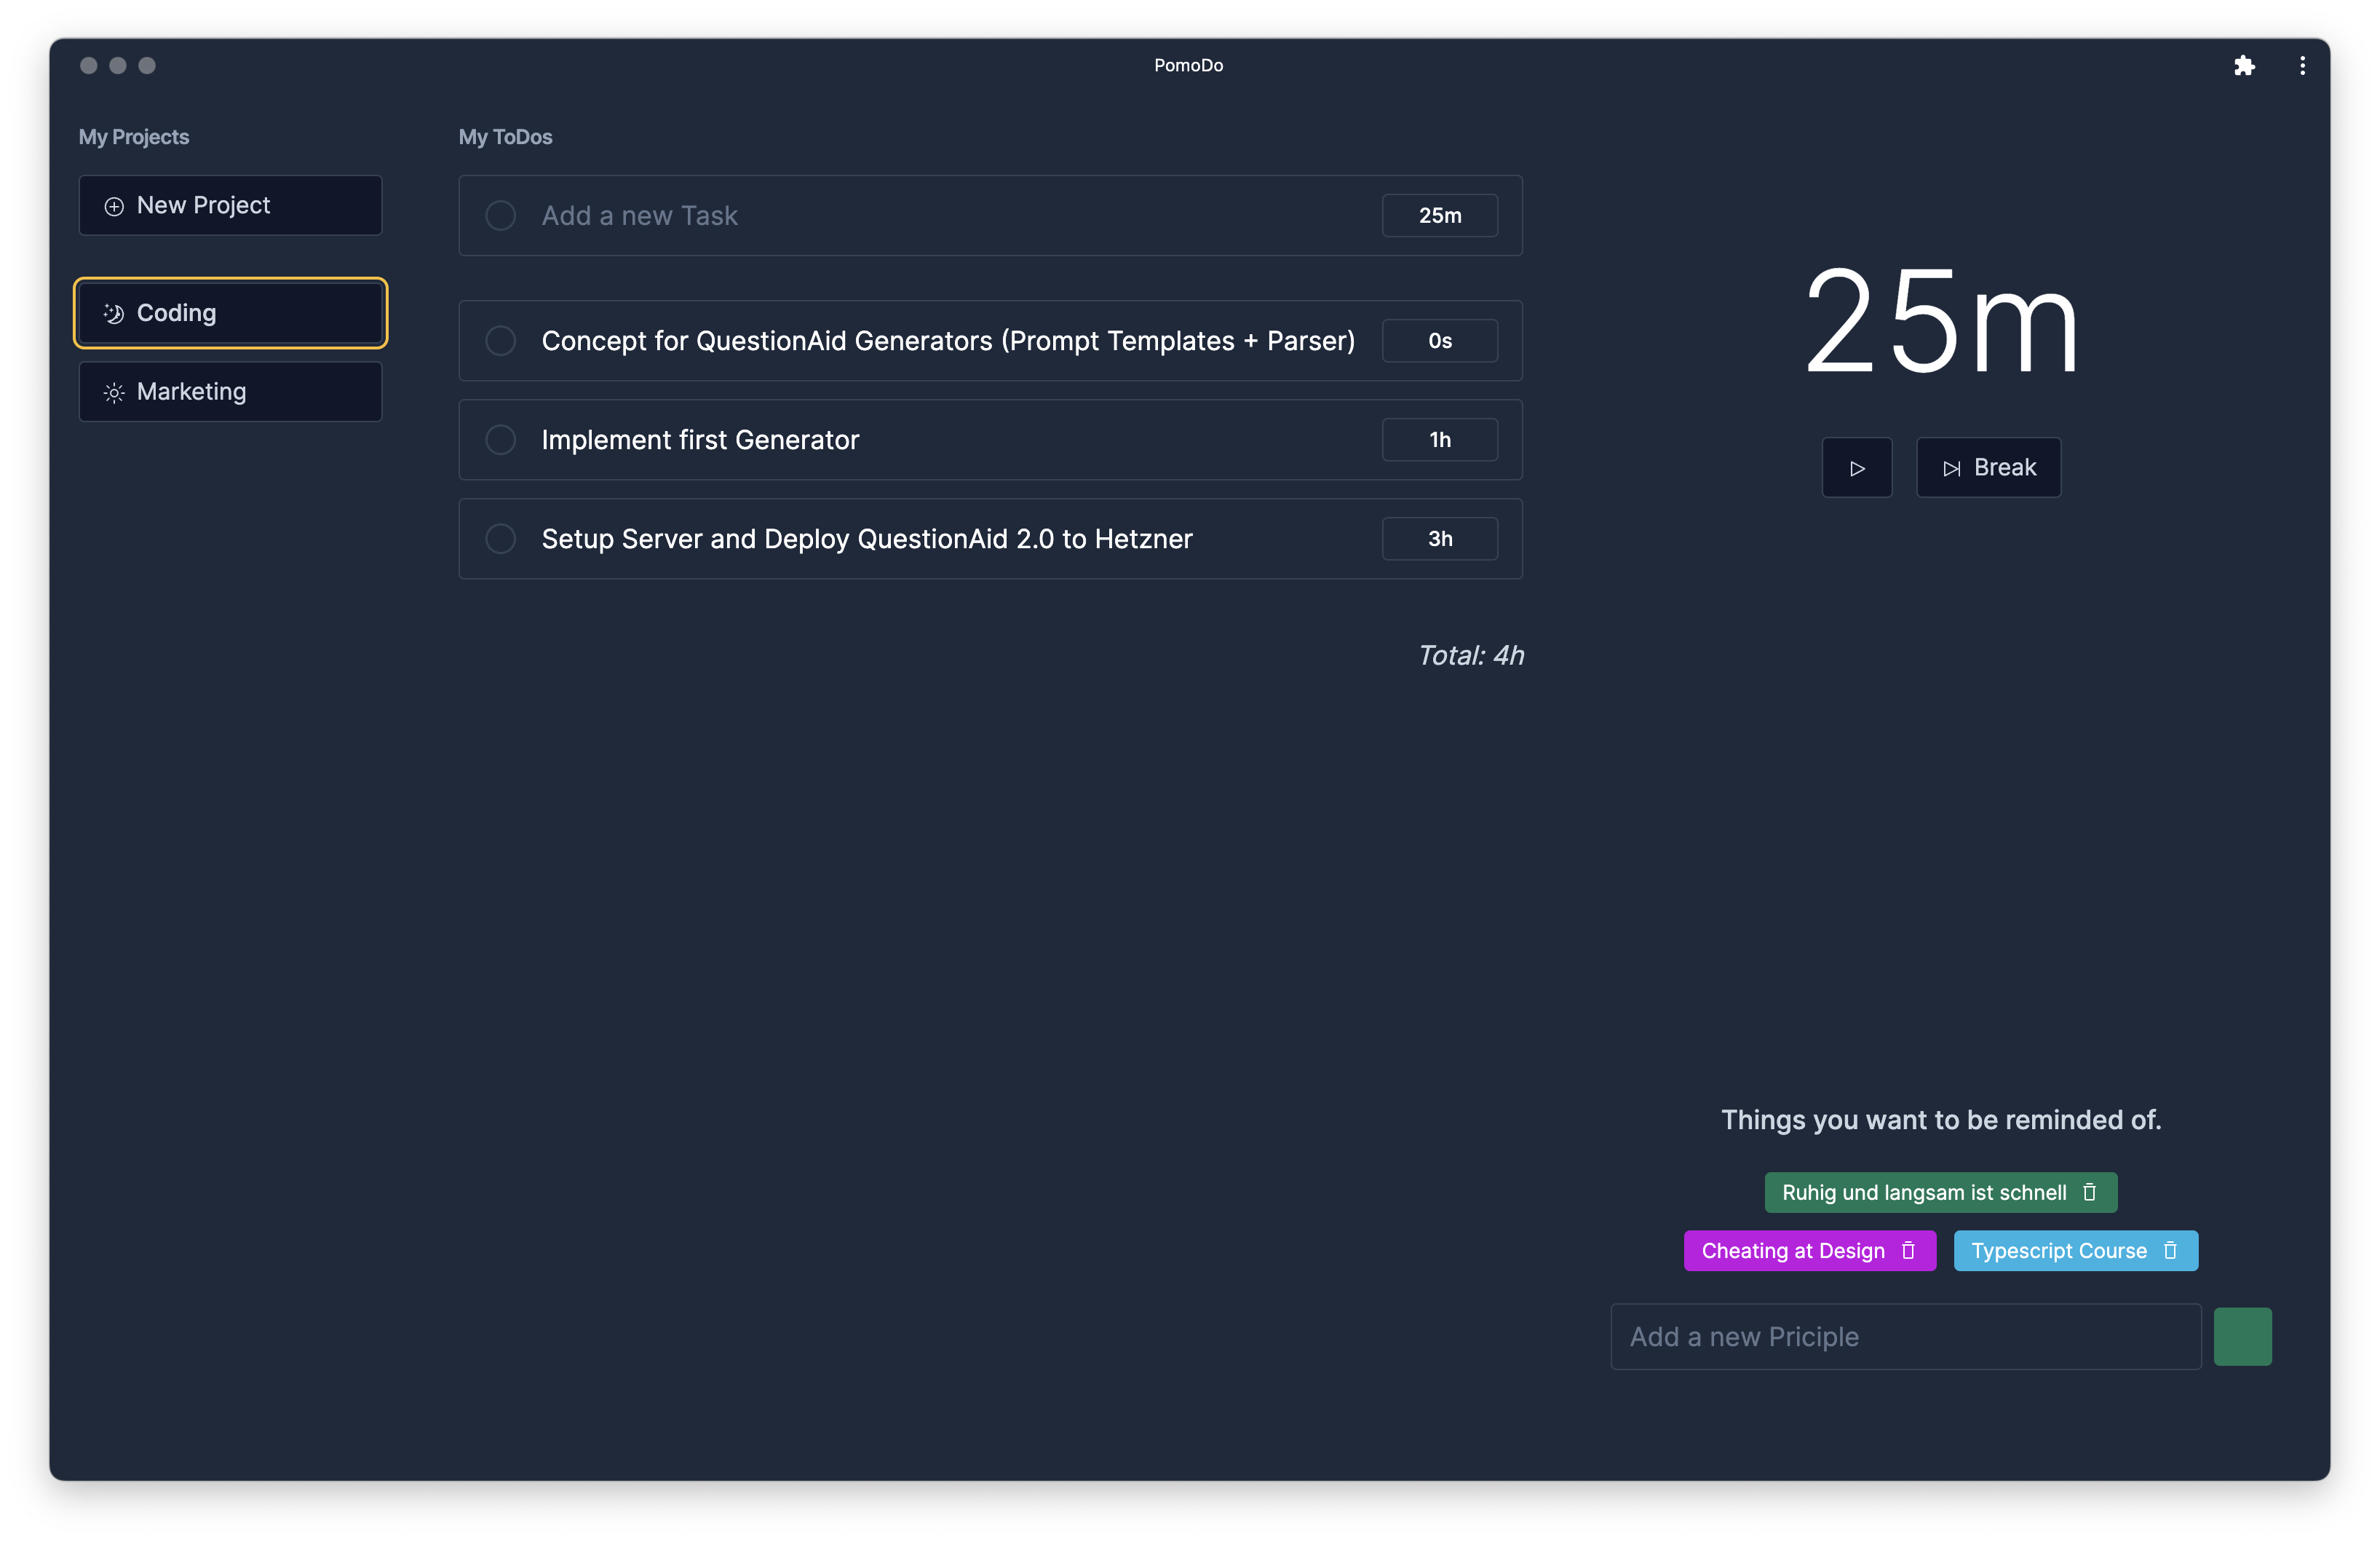 PomoDo
My Projects
New Project
Coding
Marketing
My ToDos
Add a new Task
25m
Concept for QuestionAid Generators (Prompt Templates + Parser)
0s
Implement first Generator
1h
Setup Server and Deploy QuestionAid 2.0 to Hetzner
3h
Total: 4h
25m
Break
Things you want to be reminded of.
Ruhig und langsam ist schnell
Cheating at Design
Typescript Course
Add a new Priciple